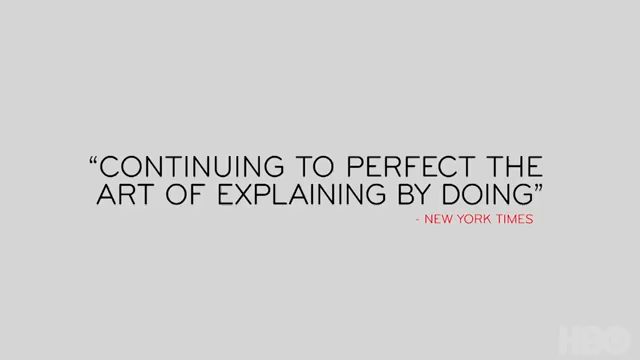 “CONTINUING TO PERFECT THE
ART OF EXPLAINING BY DOING”
- NEW YORK TIMES
HBO